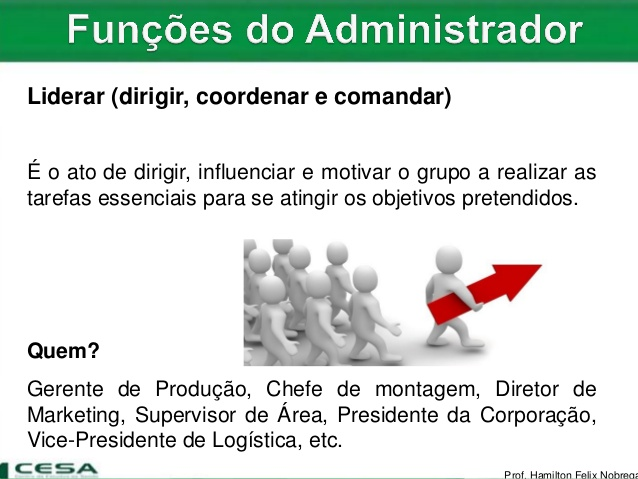 Funções do Administrador
Liderar (dirigir, coordenar e comandar)
É o ato de dirigir, influenciar e motivar o grupo a realizar as
tarefas essenciais para se atingir os objetivos pretendidos.
Quem?
Gerente de Produção, Chefe de montagem, Diretor de
Marketing, Supervisor de Área, Presidente da Corporação,
Vice-Presidente de Logística, etc.
CESA
Prof. Hamilton Felix Nobrega